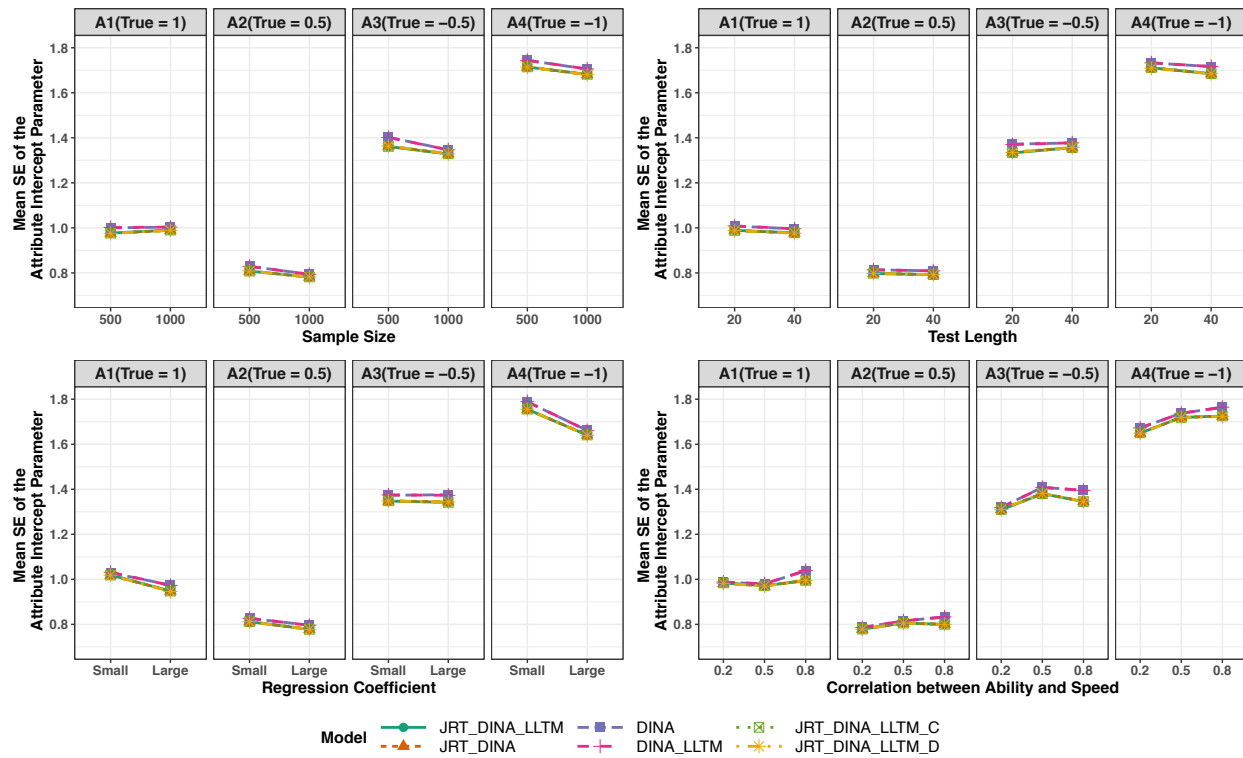 A1(True = 1) A2(True = 0.5) A3(True = −0.5) A4(True = −1)
Mean SE of the
Attribute Intercept Parameter
1.8
1.6
1.4
1.2
1.0
0.8
500 1000 500 1000 500 1000 500 1000
Sample Size
A1(True = 1) A2(True = 0.5) A3(True = −0.5) A4(True = −1)
Mean SE of the
Attribute Intercept Parameter
1.8
1.6
1.4
1.2
1.0
0.8
20 40 20 40 20 40 20 40
Test Length
A1(True = 1) A2(True = 0.5) A3(True = −0.5) A4(True = −1)
Mean SE of the
Attribute Intercept Parameter
1.8
1.6
1.4
1.2
1.0
0.8
Small Large Small Large Small Large Small Large
Regression Coefficient
A1(True = 1) A2(True = 0.5) A3(True = −0.5) A4(True = −1)
Mean SE of the
Attribute Intercept Parameter
1.8
1.6
1.4
1.2
1.0
0.8
0.2 0.5 0.8 0.2 0.5 0.8 0.2 0.5 0.8 0.2 0.5 0.8
Correlation between Ability and Speed
Model
JRT_DINA_LLTM DINA JRT_DINA_LLTM_C
JRT_DINA DINA_LLTM JRT_DINA_LLTM_D